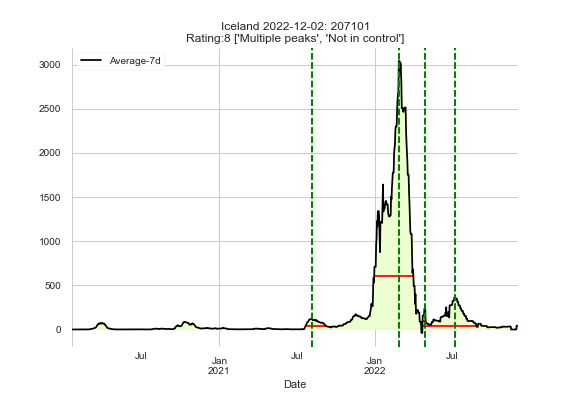 Iceland 2022-12-02: 207101
Rating:8 ['Multiple peaks', 'Not in control']
Average-7d
3000
2500
2000
1500
1000
500
0
Jul
Jan
2021
Jul
Jan
2022
Jul
Date